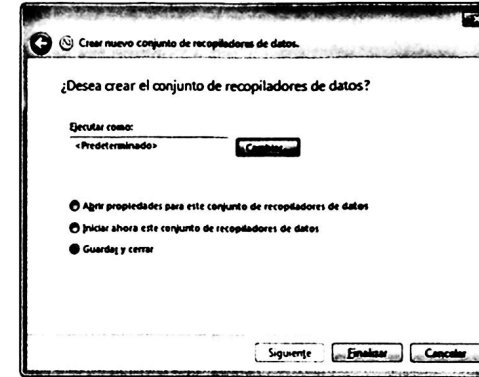 Crear nuevo conjunto de recopiladores de datos.
¿Desea crear el conjunto de recopiladores de datos?
Ejecutar como:
<Predeterminado>
Cambiar...
Abrir propiedades para este conjunto de recopiladores de datos
Iniciar ahora este conjunto de recopiladores de datos
Guardar y cerrar
Siguiente Finalizar Cancelar